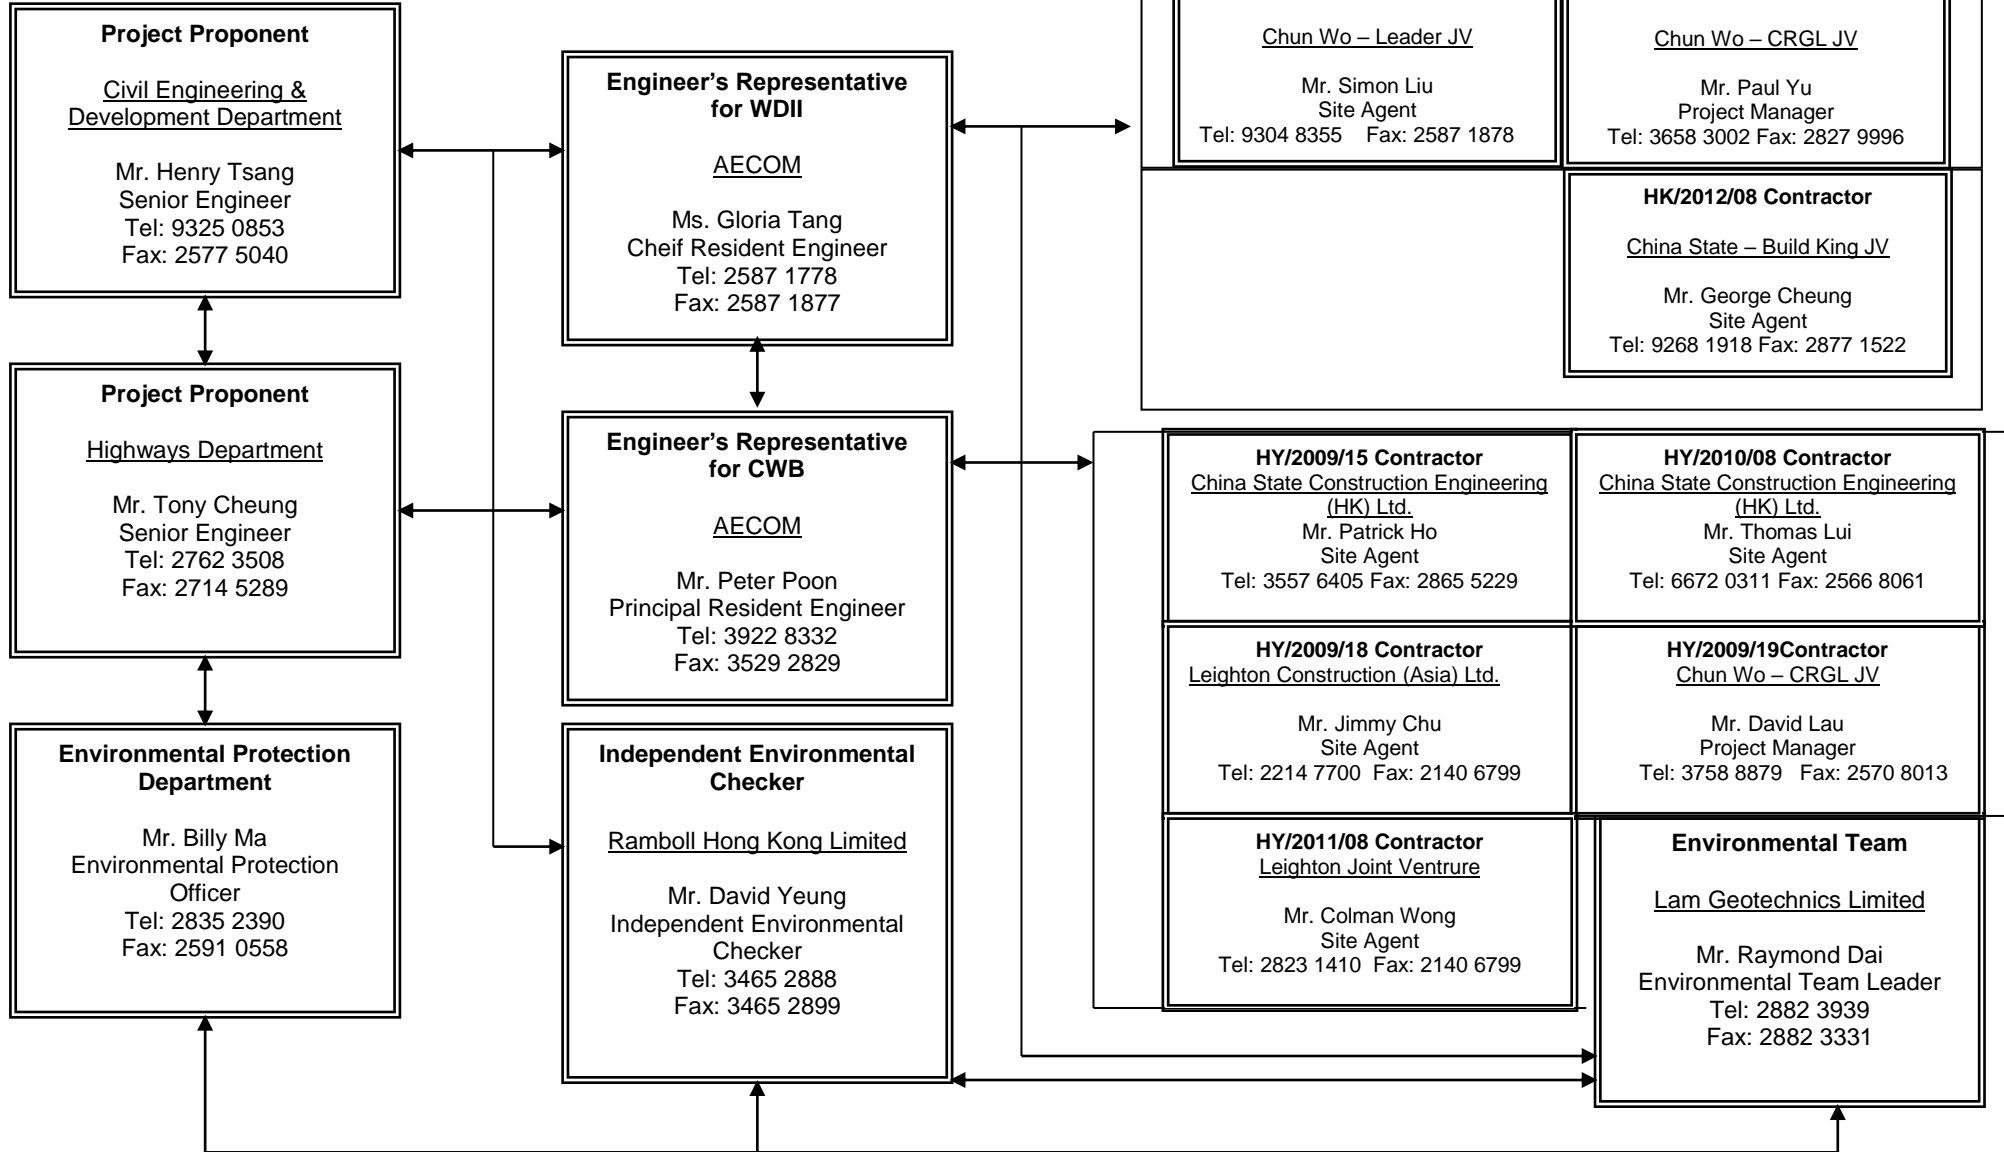 Project Proponent
Civil Engineering &
Development Department
Mr. Henry Tsang
Senior Engineer
Tel: 9325 0853
Fax: 2577 5040
Project Proponent
Highways Department
Mr. Tony Cheung
Senior Engineer
Tel: 2762 3508
Fax: 2714 5289
Environmental Protection
Department
Mr. Billy Ma
Environmental Protection
Officer
Tel: 2835 2390
Fax: 2591 0558
Engineer’s Representative
for WDII
AECOM
Ms. Gloria Tang
Cheif Resident Engineer
Tel: 2587 1778
Fax: 2587 1877
Engineer’s Representative
for CWB
AECOM
Mr. Peter Poon
Principal Resident Engineer
Tel: 3922 8332
Fax: 3529 2829
Independent Environmental
Checker
Ramboll Hong Kong Limited
Mr. David Yeung
Independent Environmental
Checker
Tel: 3465 2888
Fax: 3465 2899
Chun Wo – Leader JV
Mr. Simon Liu
Site Agent
Tel: 9304 8355 Fax: 2587 1878
Chun Wo – CRGL JV
Mr. Paul Yu
Project Manager
Tel: 3658 3002 Fax: 2827 9996
HK/2012/08 Contractor
China State – Build King JV
Mr. George Cheung
Site Agent
Tel: 9268 1918 Fax: 2877 1522
HY/2009/15 Contractor
China State Construction Engineering
(HK) Ltd.
Mr. Patrick Ho
Site Agent
Tel: 3557 6405 Fax: 2865 5229
HY/2010/08 Contractor
China State Construction Engineering
(HK) Ltd.
Mr. Thomas Lui
Site Agent
Tel: 6672 0311 Fax: 2566 8061
HY/2009/18 Contractor
Leighton Construction (Asia) Ltd.
Mr. Jimmy Chu
Site Agent
Tel: 2214 7700 Fax: 2140 6799
HY/2009/19Contractor
Chun Wo – CRGL JV
Mr. David Lau
Project Manager
Tel: 3758 8879 Fax: 2570 8013
HY/2011/08 Contractor
Leighton Joint Ventrure
Mr. Colman Wong
Site Agent
Tel: 2823 1410 Fax: 2140 6799
Environmental Team
Lam Geotechnics Limited
Mr. Raymond Dai
Environmental Team Leader
Tel: 2882 3939
Fax: 2882 3331